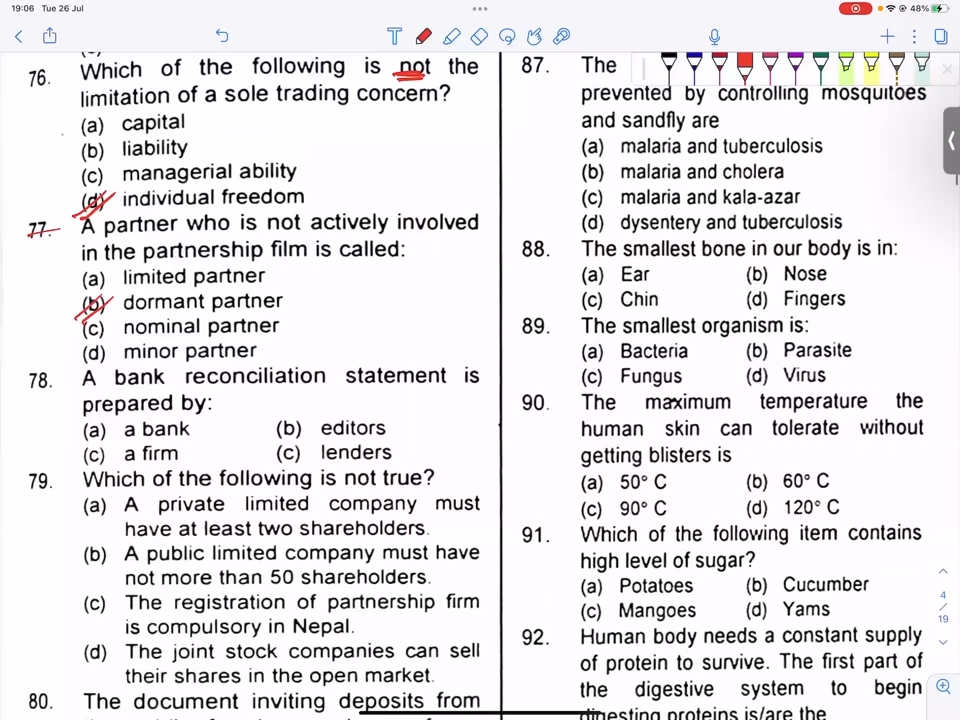 19:06 Tue 26 Jul
48%
76. Which of the following is not the
limitation of a sole trading concern?
(a) capital
(b) liability
(c) managerial ability
(d) individual freedom
77. A partner who is not actively involved
in the partnership film is called:
(a) limited partner
(b) dormant partner
(c) nominal partner
(d) minor partner
78. A bank reconciliation statement is
prepared by:
(a) a bank (b) editors
(c) a firm (c) lenders
79. Which of the following is not true?
(a) A private limited company must
have at least two shareholders.
(b) A public limited company must have
not more than 50 shareholders.
(c) The registration of partnership firm
is compulsory in Nepal.
(d) The joint stock companies can sell
their shares in the open market.
80. The document inviting deposits from
87. The
prevented by controlling mosquitoes
and sandfly are
(a) malaria and tuberculosis
(b) malaria and cholera
(c) malaria and kala-azar
(d) dysentery and tuberculosis
88. The smallest bone in our body is in:
(a) Ear (b) Nose
(c) Chin (d) Fingers
89. The smallest organism is:
(a) Bacteria (b) Parasite
(c) Fungus (d) Virus
90. The maximum temperature the
human skin can tolerate without
getting blisters is
(a) 50° C (b) 60° C
(c) 90° C (d) 120° C
91. Which of the following item contains
high level of sugar?
(a) Potatoes (b) Cucumber
(c) Mangoes (d) Yams
92. Human body needs a constant supply
of protein to survive. The first part of
the digestive system to begin
digesting proteins is/are the
4
/
19